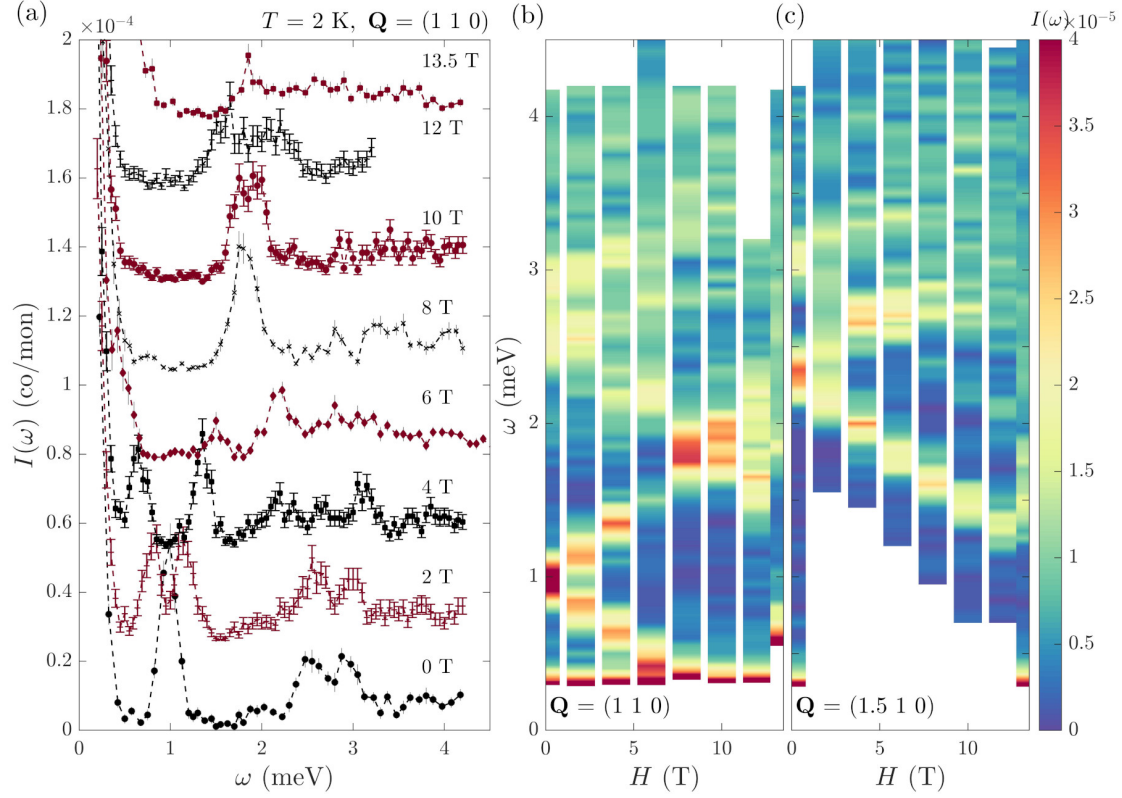 (a)
×10⁻⁴
T = 2 K, Q = (1 1 0)
2
1.8
1.6
1.4
1.2
1
0.8
0.6
0.4
0.2
0
I(ω) (co/mon)
13.5 T
12 T
10 T
8 T
6 T
4 T
2 T
0 T
0
1
2
3
4
ω (meV)
(b)
4
3
2
1
0
ω (meV)
Q = (1 1 0)
0
5
10
H (T)
(c)
Q = (1.5 1 0)
0
5
10
H (T)
I(ω)
×10⁻⁵
4
3.5
3
2.5
2
1.5
1
0.5
0